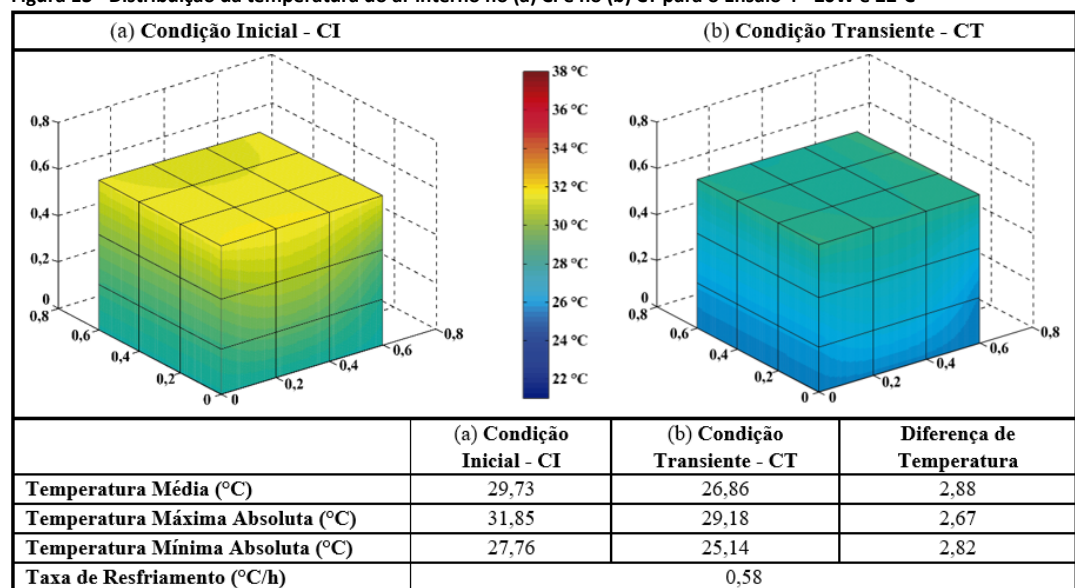 (a) Condição Inicial - CI
(b) Condição Transiente - CT
0,8
0,6
0,4
0,2
0
0,8
0,6
0,4
0,2
0
0
0,2
0,4
0,6
0,8
38 °C
36 °C
34 °C
32 °C
30 °C
28 °C
26 °C
24 °C
22 °C
0,8
0,6
0,4
0,2
0
0,8
0,6
0,4
0,2
0
0
0,2
0,4
0,6
0,8
(a) Condição Inicial - CI
(b) Condição Transiente - CT
Diferença de Temperatura
Temperatura Média (°C) 29,73 26,86 2,88
Temperatura Máxima Absoluta (°C) 31,85 29,18 2,67
Temperatura Mínima Absoluta (°C) 27,76 25,14 2,82
Taxa de Resfriamento (°C/h) 0,58